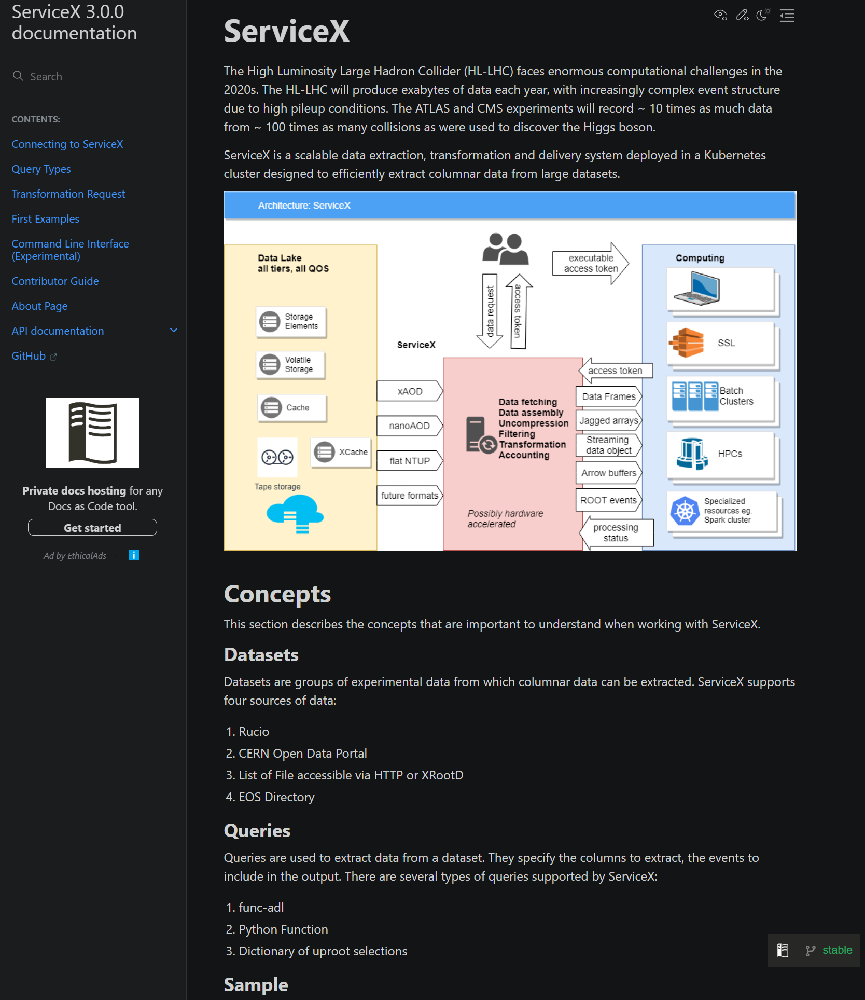 ServiceX 3.0.0
documentation
Search
CONTENTS:
Connecting to ServiceX
Query Types
Transformation Request
First Examples
Command Line Interface
(Experimental)
Contributor Guide
About Page
API documentation
GitHub
Private docs hosting for any
Docs as Code tool.
Get started
Ad by EthicalAds
·
i
ServiceX
The High Luminosity Large Hadron Collider (HL-LHC) faces enormous computational challenges in the
2020s. The HL-LHC will produce exabytes of data each year, with increasingly complex event structure
due to high pileup conditions. The ATLAS and CMS experiments will record ~ 10 times as much data
from ~ 100 times as many collisions as were used to discover the Higgs boson.
ServiceX is a scalable data extraction, transformation and delivery system deployed in a Kubernetes
cluster designed to efficiently extract columnar data from large datasets.
Architecture: ServiceX
Data Lake
all tiers, all QOS
Storage
Elements
Volatile
Storage
Cache
XCache
Tape storage
ServiceX
xAOD
nanoAOD
flat NTUP
future formats
data request
access token
executable
access token
Data fetching
Data assembly
Uncompression
Filtering
Transformation
Accounting
Possibly hardware
accelerated
access token
Data Frames
Jagged arrays
Streaming
data object
Arrow buffers
ROOT events
processing
status
Computing
SSL
Batch
Clusters
HPCs
Specialized
resources eg.
Spark cluster
Concepts
This section describes the concepts that are important to understand when working with ServiceX.
Datasets
Datasets are groups of experimental data from which columnar data can be extracted. ServiceX supports
four sources of data:
1. Rucio
2. CERN Open Data Portal
3. List of File accessible via HTTP or XRootD
4. EOS Directory
Queries
Queries are used to extract data from a dataset. They specify the columns to extract, the events to
include in the output. There are several types of queries supported by ServiceX:
1. func-adl
2. Python Function
3. Dictionary of uproot selections
Sample
stable